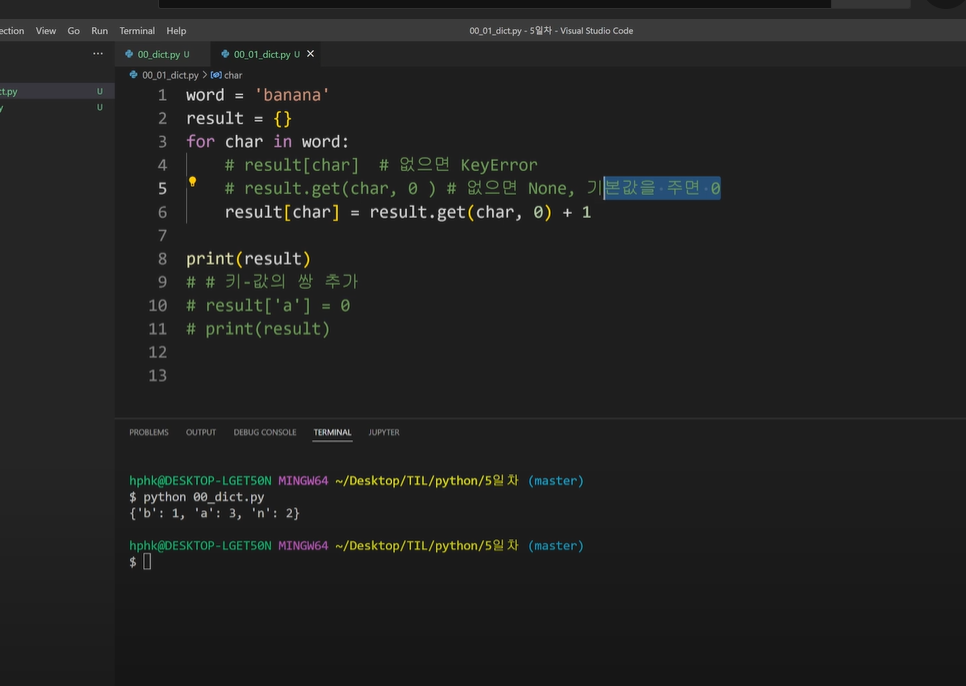 ection View Go Run Terminal Help 00_01_dict.py - 5일차 - Visual Studio Code
··· 00_dict.py U 00_01_dict.py U ✕
00_01_dict.py > char
ct.py U
y U
1 word = 'banana'
2 result = {}
3 for char in word:
4 # result[char] # 없으면 KeyError
5 # result.get(char, 0 ) # 없으면 None, 기본값을 주면 0
6 result[char] = result.get(char, 0) + 1
7
8 print(result)
9 # # 키-값의 쌍 추가
10 # result['a'] = 0
11 # print(result)
12
13
PROBLEMS OUTPUT DEBUG CONSOLE TERMINAL JUPYTER
hphk@DESKTOP-LGET50N MINGW64 ~/Desktop/TIL/python/5일차 (master)
$ python 00_dict.py
{'b': 1, 'a': 3, 'n': 2}
hphk@DESKTOP-LGET50N MINGW64 ~/Desktop/TIL/python/5일차 (master)
$